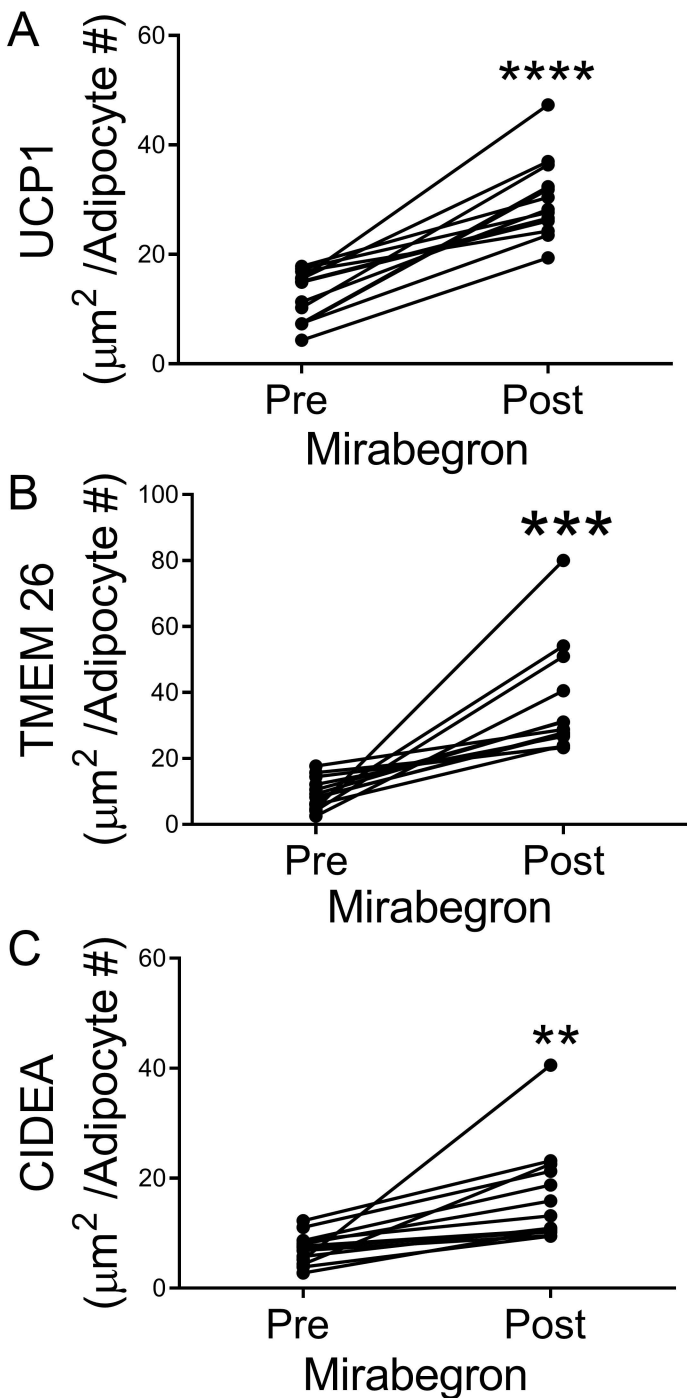 A
UCP1
(μm² /Adipocyte #)
60
40
20
0
****
Pre
Post
Mirabegron
B
TMEM 26
(μm² /Adipocyte #)
100
80
60
40
20
0
***
Pre
Post
Mirabegron
C
CIDEA
(μm² /Adipocyte #)
60
40
20
0
**
Pre
Post
Mirabegron